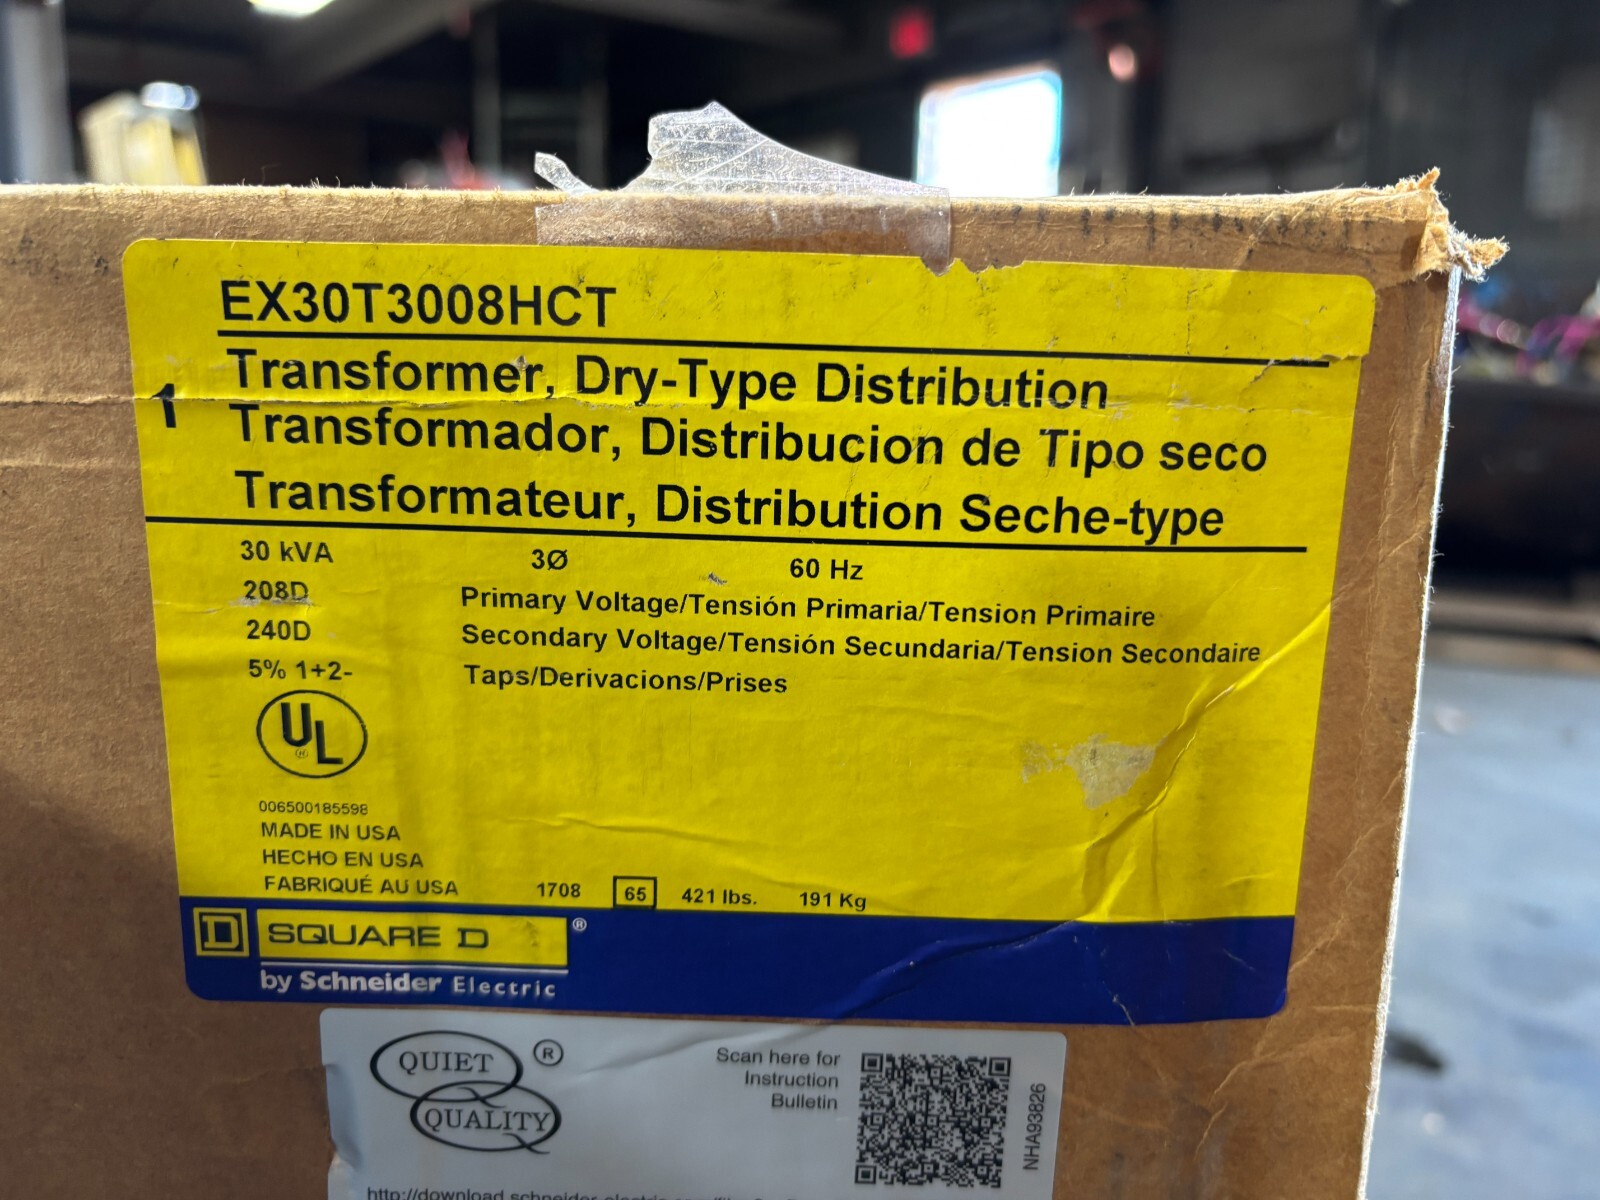 EX30T3008HCT
1
Transformer, Dry-Type Distribution
Transformador, Distribucion de Tipo seco
Transformateur, Distribution Seche-type
30 kVA 3Ø 60 Hz
208D Primary Voltage/Tensión Primaria/Tension Primaire
240D Secondary Voltage/Tensión Secundaria/Tension Secondaire
5% 1+2- Taps/Derivacions/Prises
UL ®
006500185598
MADE IN USA
HECHO EN USA
FABRIQUÉ AU USA 1708 65 421 lbs. 191 Kg
D SQUARE D ®
by Schneider Electric
QUIET ®
QUALITY
Scan here for
Instruction
Bulletin
NHA93826